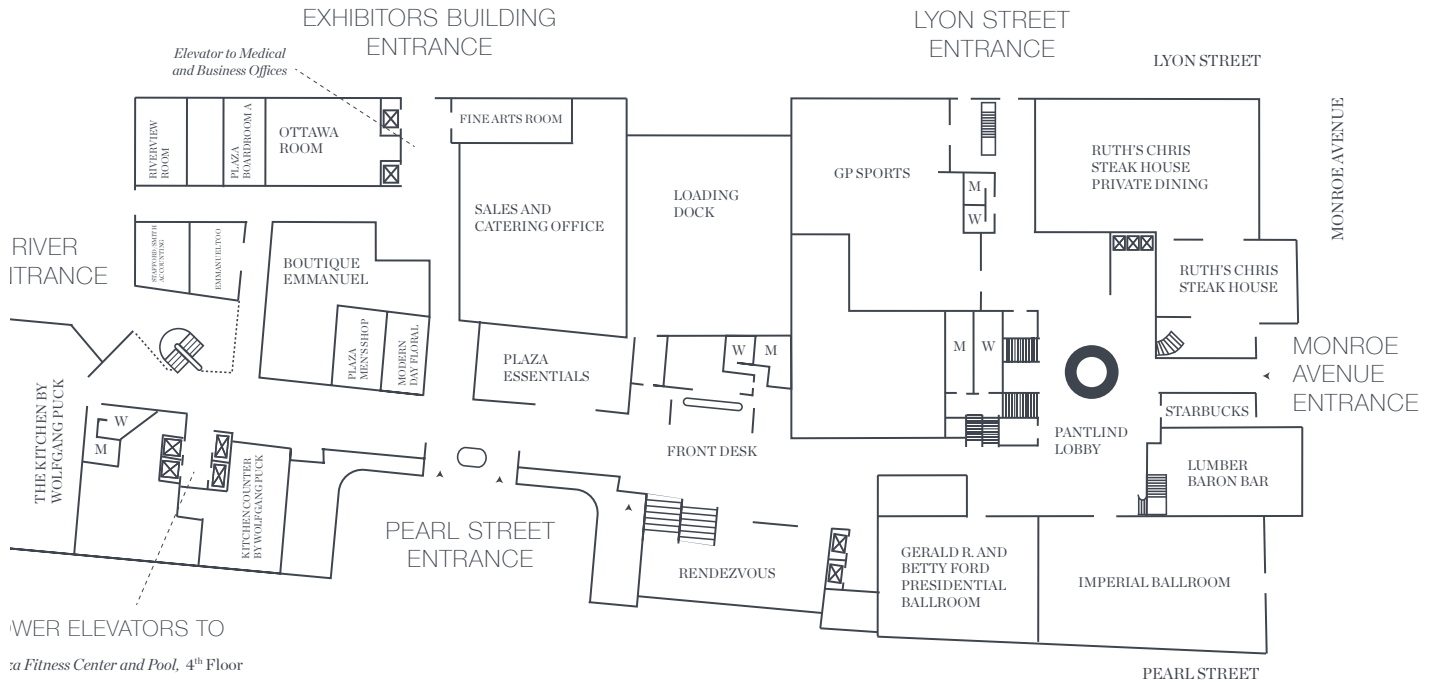 EXHIBITORS BUILDING
ENTRANCE
LYON STREET
ENTRANCE
LYON STREET
Elevator to Medical
and Business Offices
MONROE AVENUE
RIVERVIEW
ROOM
PLAZA
BOARDROOM A
OTTAWA
ROOM
FINE ARTS ROOM
SALES AND
CATERING OFFICE
LOADING
DOCK
GP SPORTS
M
W
RUTH'S CHRIS
STEAK HOUSE
PRIVATE DINING
RIVER
NTRANCE
STAFFORD/SMITH
ACCOUNTING
EMMANUEL TOO
BOUTIQUE
EMMANUEL
RUTH'S CHRIS
STEAK HOUSE
PLAZA
MEN'S SHOP
MODERN
DAY FLORAL
PLAZA
ESSENTIALS
W
M
M
W
MONROE
AVENUE
ENTRANCE
THE KITCHEN BY
WOLFGANG PUCK
W
M
STARBUCKS
FRONT DESK
PANTLIND
LOBBY
LUMBER
BARON BAR
KITCHEN COUNTER
BY WOLFGANG PUCK
PEARL STREET
ENTRANCE
RENDEZVOUS
GERALD R. AND
BETTY FORD
PRESIDENTIAL
BALLROOM
IMPERIAL BALLROOM
OWER ELEVATORS TO
za Fitness Center and Pool, 4th Floor
PEARL STREET